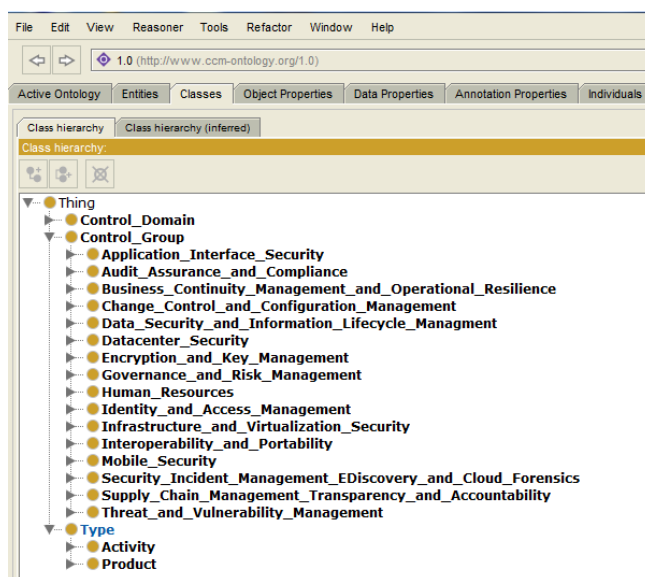 File Edit View Reasoner Tools Refactor Window Help
1.0 (http://www.ccm-ontology.org/1.0)
Active Ontology Entities Classes Object Properties Data Properties Annotation Properties Individuals
Class hierarchy Class hierarchy (inferred)
Class hierarchy:
Thing
Control_Domain
Control_Group
Application_Interface_Security
Audit_Assurance_and_Compliance
Business_Continuity_Management_and_Operational_Resilience
Change_Control_and_Configuration_Management
Data_Security_and_Information_Lifecycle_Managment
Datacenter_Security
Encryption_and_Key_Management
Governance_and_Risk_Management
Human_Resources
Identity_and_Access_Management
Infrastructure_and_Virtualization_Security
Interoperability_and_Portability
Mobile_Security
Security_Incident_Management_EDiscovery_and_Cloud_Forensics
Supply_Chain_Management_Transparency_and_Accountability
Threat_and_Vulnerability_Management
Type
Activity
Product